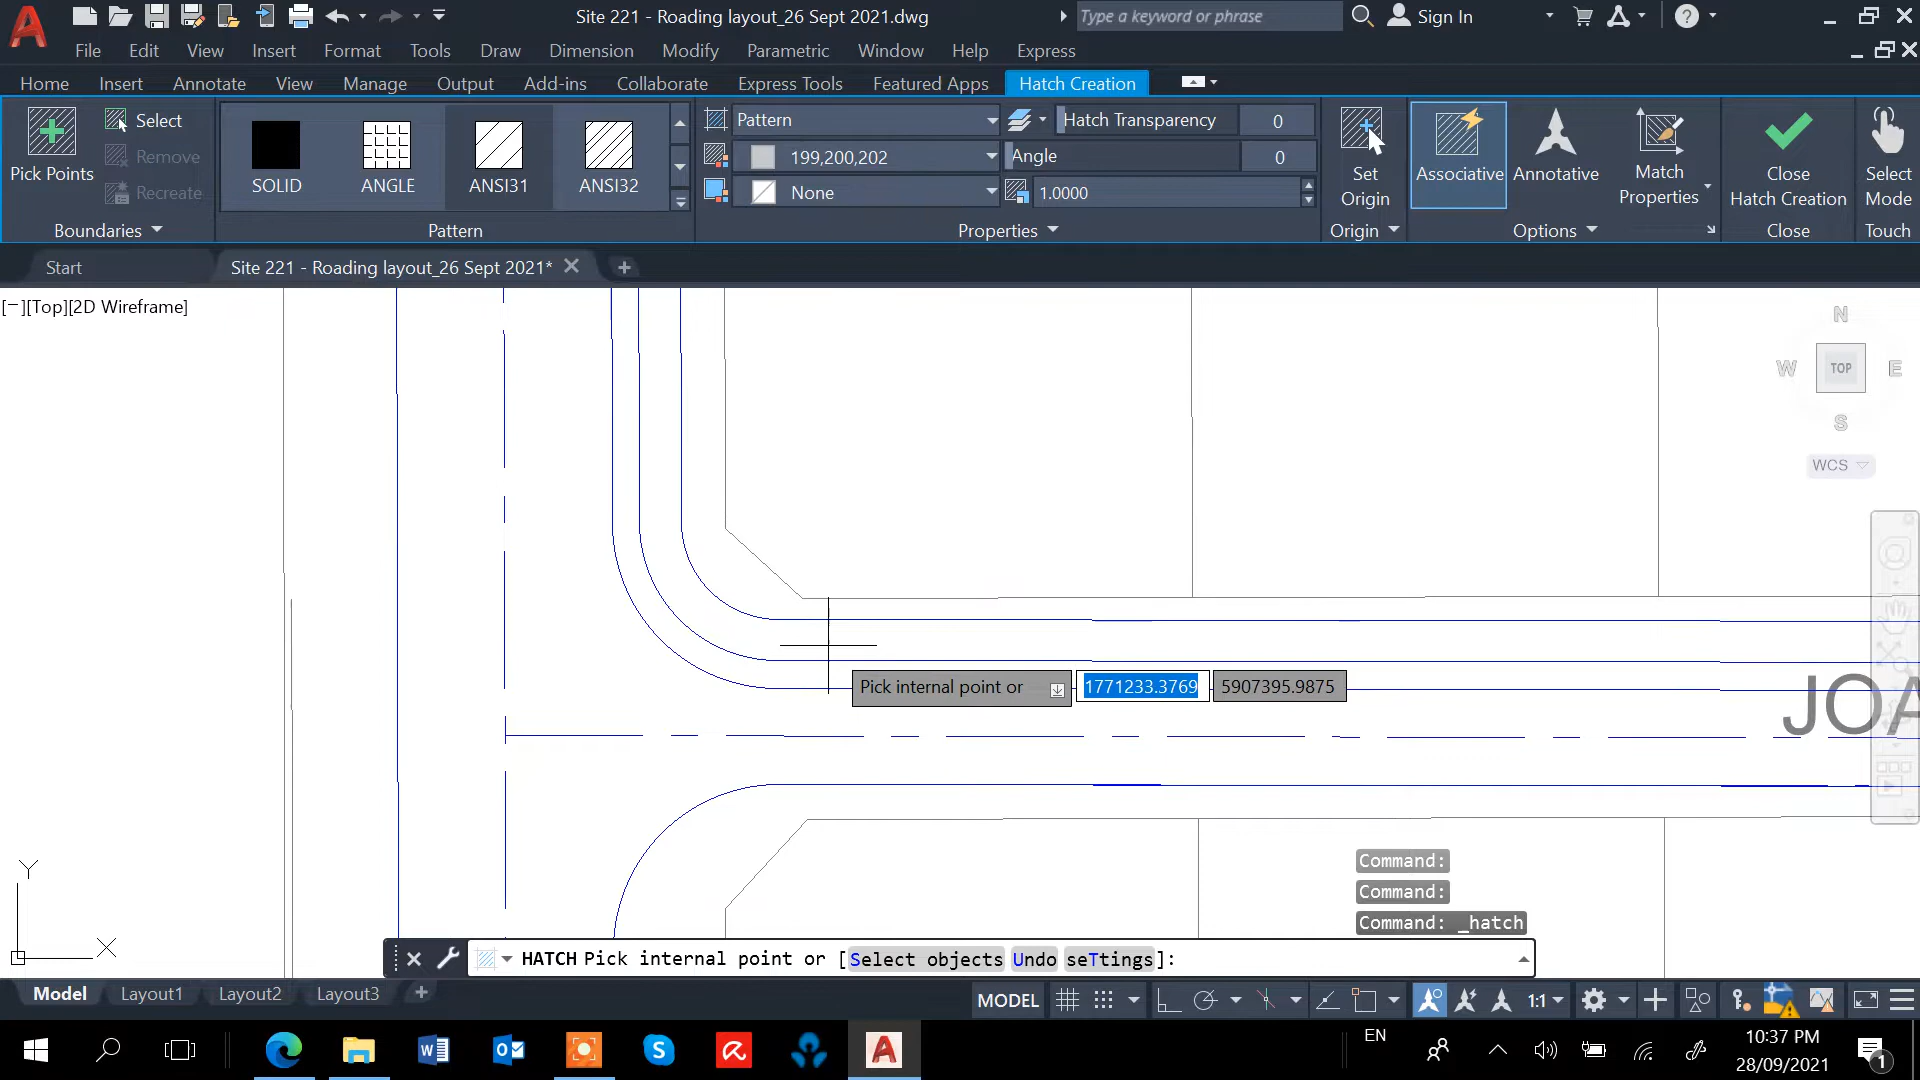 Site 221 - Roading layout_26 Sept 2021.dwg
Type a keyword or phrase
Sign In
File Edit View Insert Format Tools Draw Dimension Modify Parametric Window Help Express
Home Insert Annotate View Manage Output Add-ins Collaborate Express Tools Featured Apps Hatch Creation
Pick Points
Select
Remove
Recreate
Boundaries
SOLID ANGLE ANSI31 ANSI32
Pattern
Pattern
199,200,202
None
Hatch Transparency 0
Angle 0
1.0000
Properties
Set
Origin
Origin
Associative Annotative
Match
Properties
Options
Close
Hatch Creation
Close
Select
Mode
Touch
Start
Site 221 - Roading layout_26 Sept 2021*
[−][Top][2D Wireframe]
N
W TOP E
S
WCS
Pick internal point or 1771233.3769 5907395.9875
JOA
Command:
Command:
Command: _hatch
Y
X
HATCH Pick internal point or [Select objects Undo seTtings]:
Model Layout1 Layout2 Layout3
MODEL 1:1
EN
10:37 PM
28/09/2021
1